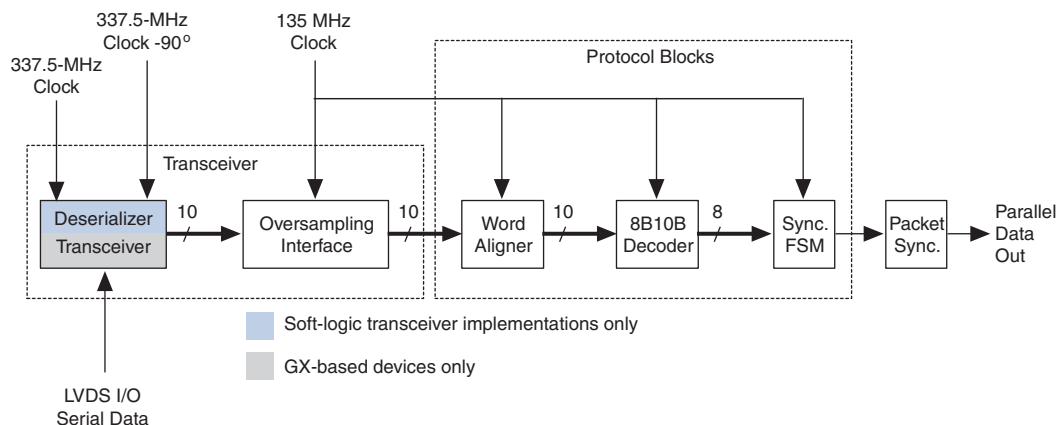 337.5-MHz
Clock -90°
135 MHz
Clock
337.5-MHz
Clock
Protocol Blocks
Transceiver
Deserializer
Transceiver
10
Oversampling
Interface
10
Word
Aligner
10
8B10B
Decoder
8
Sync.
FSM
Packet
Sync.
Parallel
Data
Out
Soft-logic transceiver implementations only
GX-based devices only
LVDS I/O
Serial Data